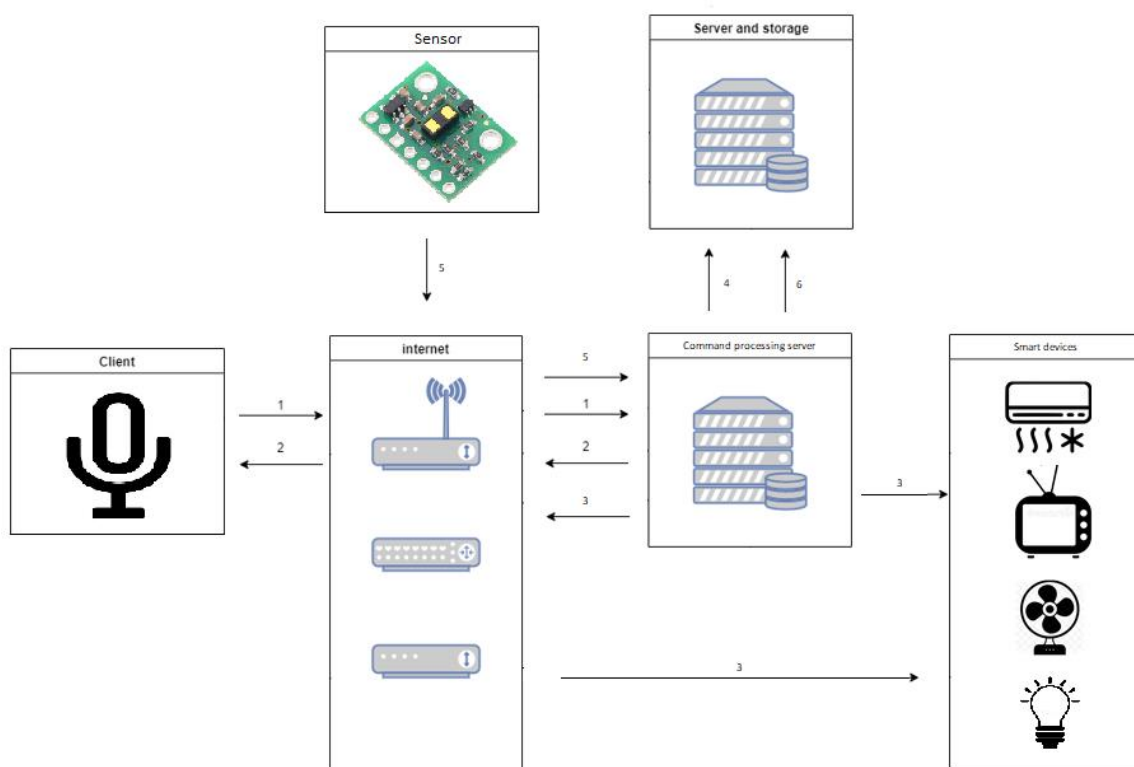 Sensor
Server and storage
5
4
6
Client
internet
Command processing server
Smart devices
1
2
5
1
2
3
3
3